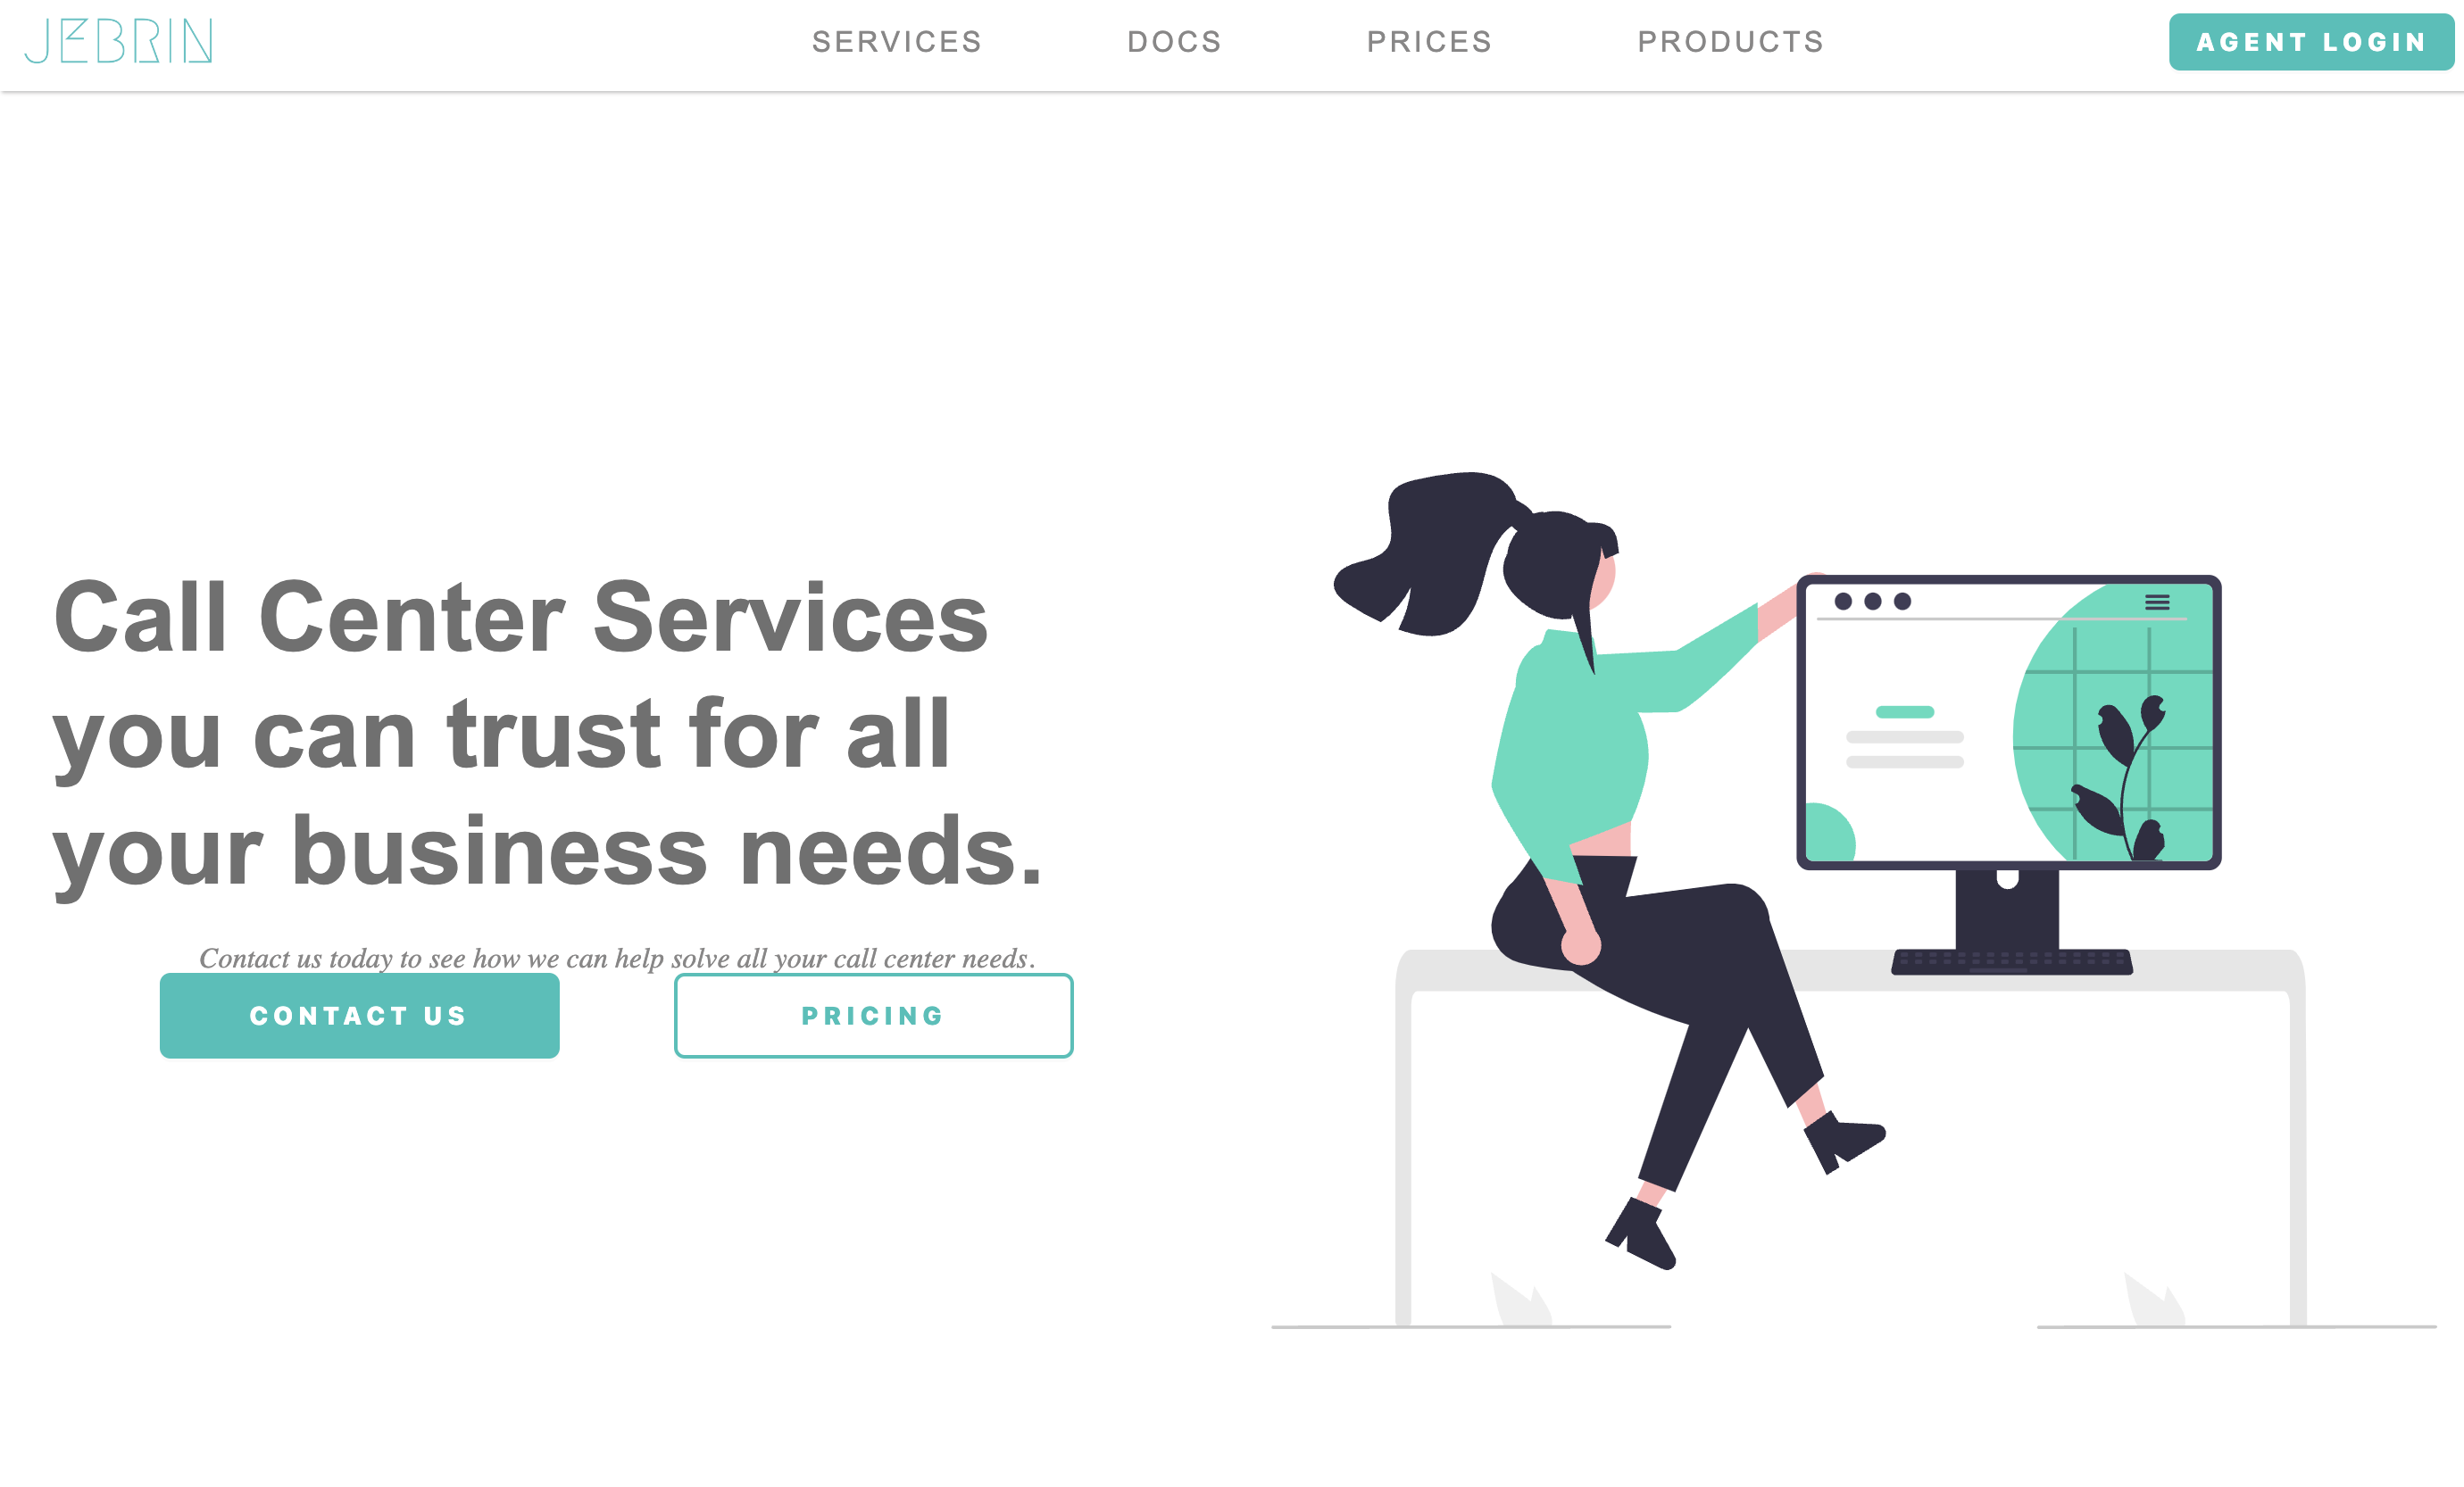 JEBRIN
SERVICES
DOCS
PRICES
PRODUCTS
AGENT LOGIN
Call Center Services
you can trust for all
your business needs.
Contact us today to see how we can help solve all your call center needs.
CONTACT US
PRICING